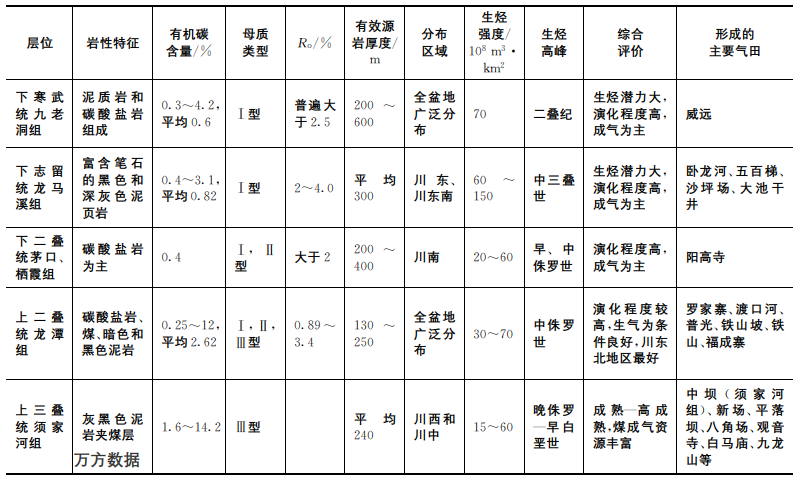 层位
岩性特征
有机碳
含量/%
母质
类型
Ro/%
有效源
岩厚度/
m
分布
区域
生烃
强度/
10⁸ m³·
km²
生烃
高峰
综合
评价
形成的
主要气田
下寒武
统九老
洞组
泥质岩和
碳酸盐岩
组成
0.3～4.2,
平均0.6
Ⅰ型
普遍大
于2.5
200～
600
全盆地
广泛分
布
70
二叠纪
生烃潜力大,
演化程度高,
成气为主
威远
下志留
统龙马
溪组
富含笔石
的黑色和
深灰色泥
页岩
0.4～3.1,
平均0.82
Ⅰ型
2～4.0
平均
300
川东、
川东南
60～
150
中三叠
世
生烃潜力大,
演化程度高,
成气为主
卧龙河、五百梯、
沙坪场、大池干
井
下二叠
统茅口、
栖霞组
碳酸盐岩
为主
0.4
Ⅰ,Ⅱ
型
大于2
200～
400
川南
20～60
早、中
侏罗世
演化程度高,
成气为主
阳高寺
上二叠
统龙潭
组
碳酸盐岩、
煤、暗色和
黑色泥岩
0.25～12,
平均2.62
Ⅰ,Ⅱ,
Ⅲ型
0.89～
3.4
130～
250
全盆地
广泛分
布
30～70
中侏罗
世
演化程度较
高,生气为条
件良好,川东
北地区最好
罗家寨、渡口河、
普光、铁山坡、铁
山、福成寨
上三叠
统须家
河组
灰黑色泥
岩夹煤层
1.6～14.2
Ⅲ型
平均
240
川西和
川中
15～60
晚侏罗
—早白
垩世
成熟—高成
熟,煤成气资
源丰富
中坝(须家河
组)、新场、平落
坝、八角场、观音
寺、白马庙、九龙
山等
万方数据